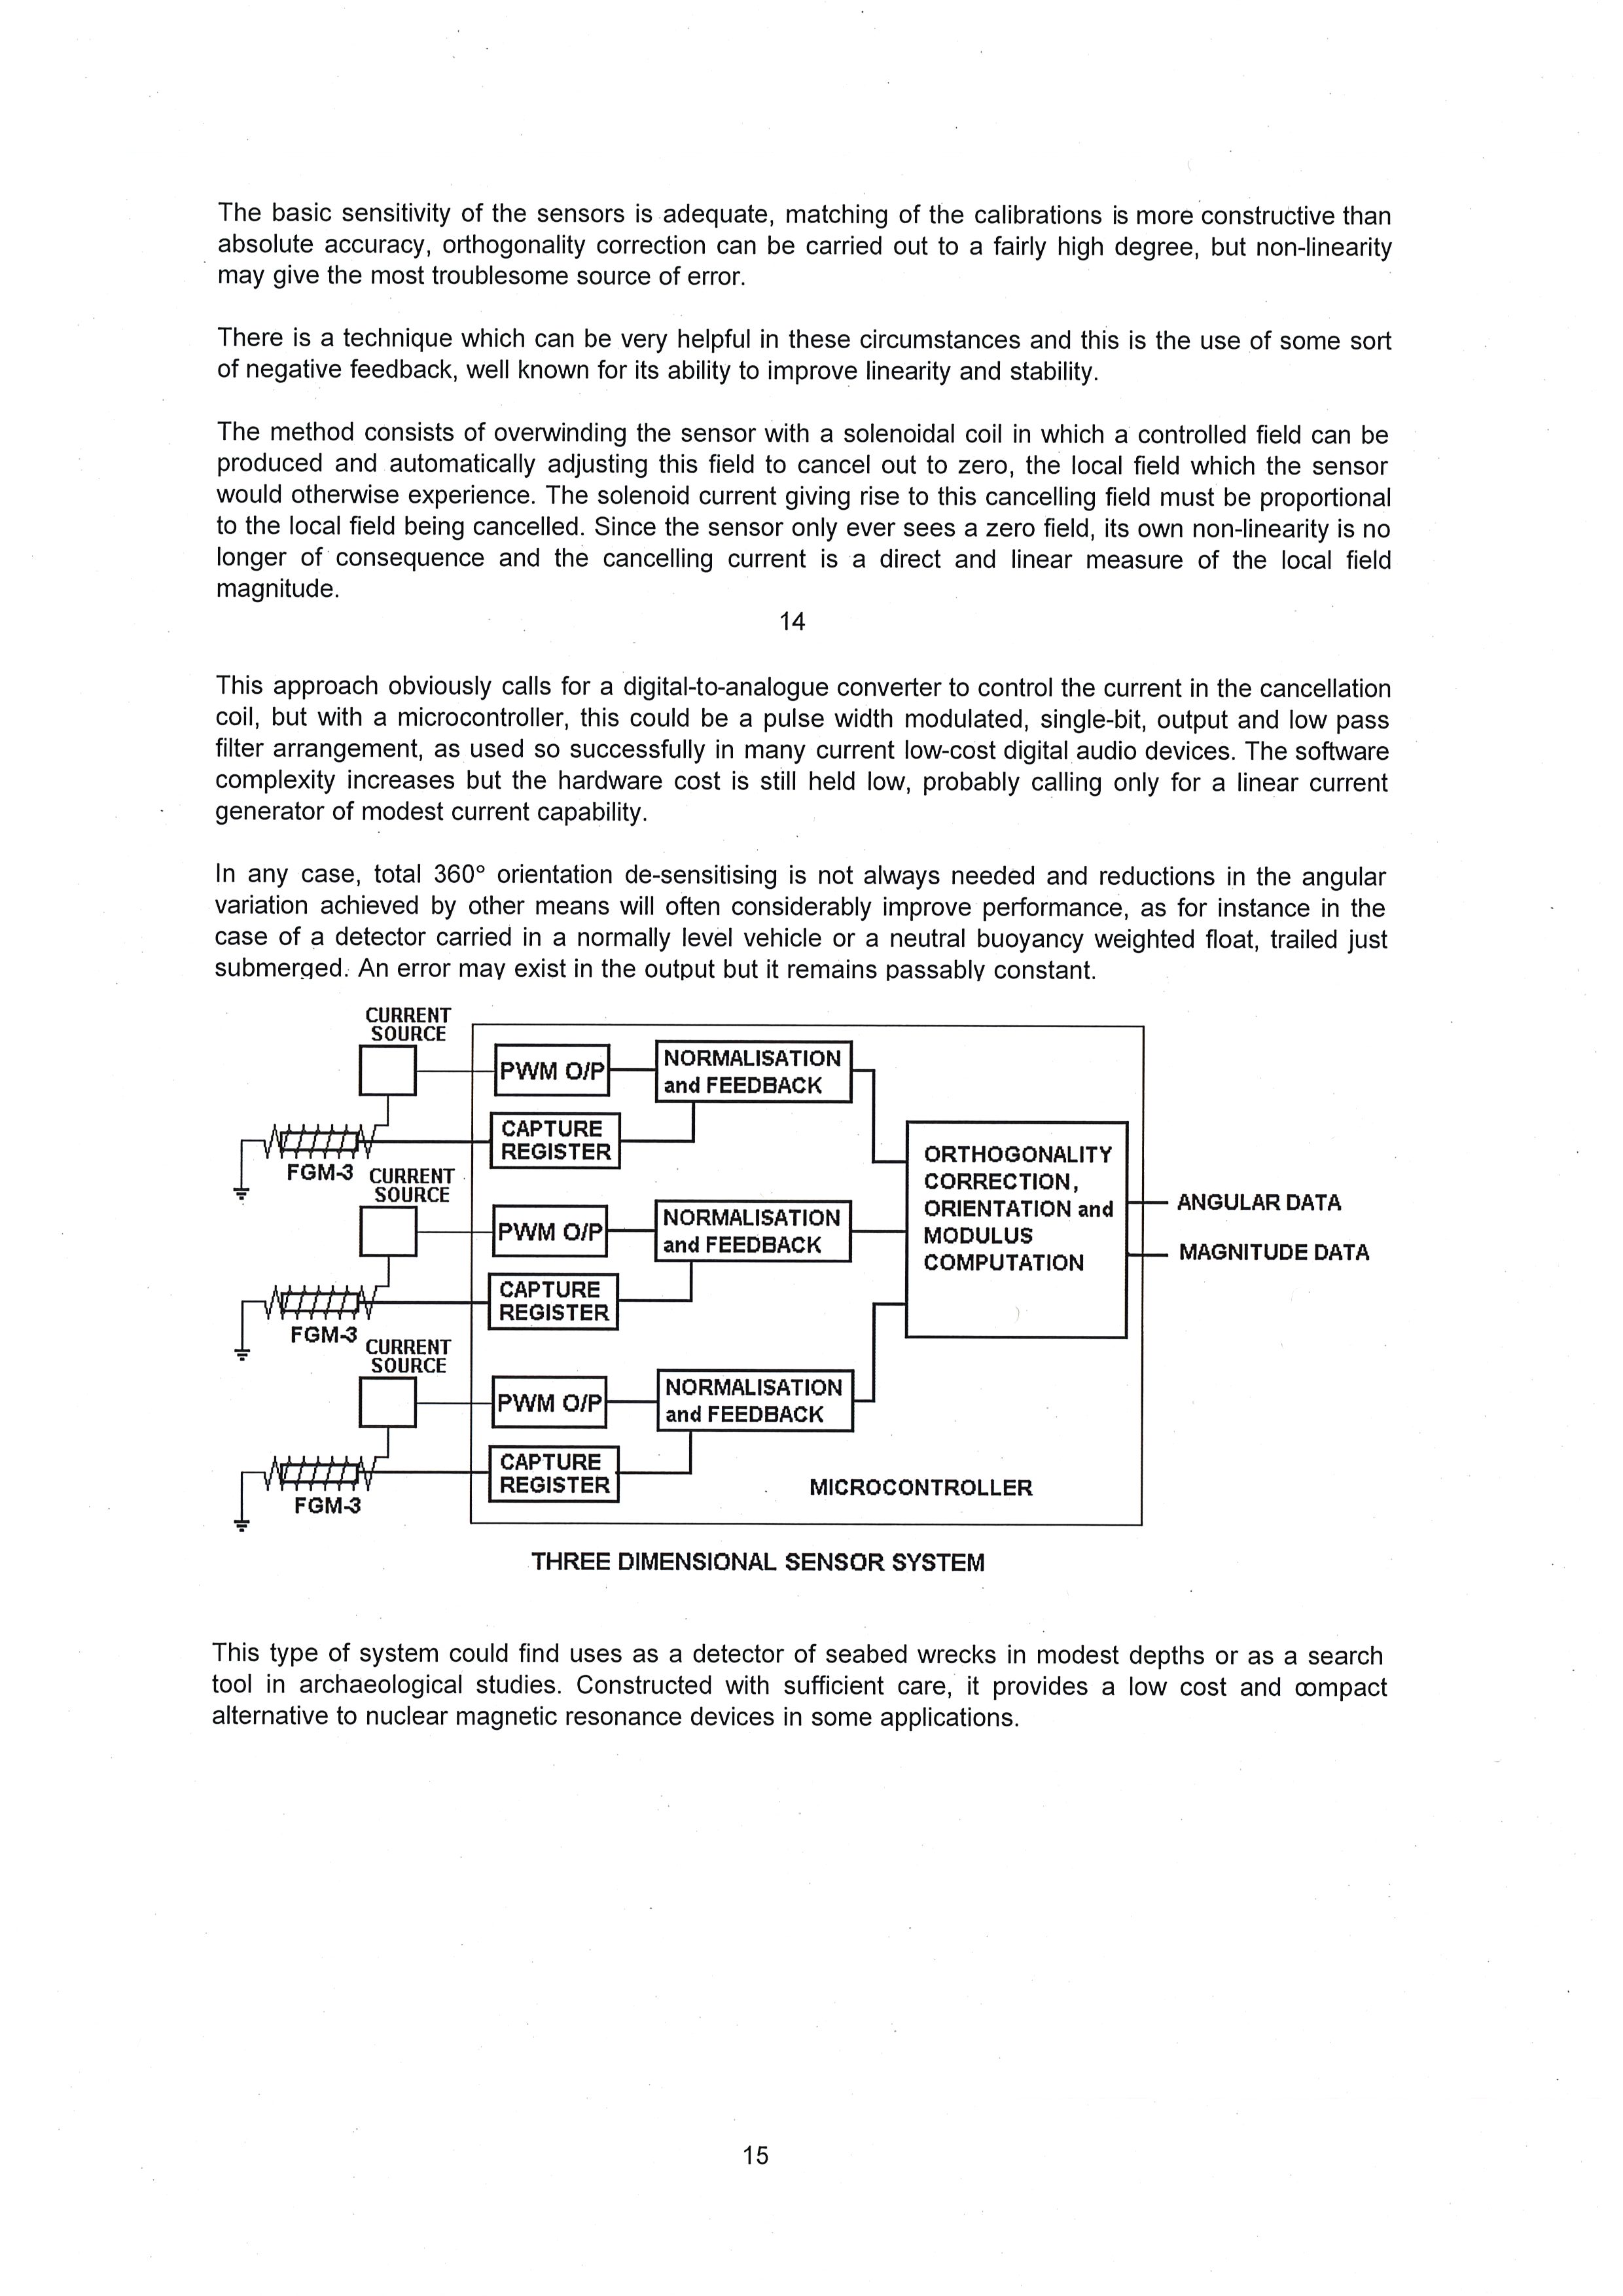 The basic sensitivity of the sensors is adequate, matching of the calibrations is more constructive than
absolute accuracy, orthogonality correction can be carried out to a fairly high degree, but non-linearity
may give the most troublesome source of error.
There is a technique which can be very helpful in these circumstances and this is the use of some sort
of negative feedback, well known for its ability to improve linearity and stability.
The method consists of overwinding the sensor with a solenoidal coil in which a controlled field can be
produced and automatically adjusting this field to cancel out to zero, the local field which the sensor
would otherwise experience. The solenoid current giving rise to this cancelling field must be proportional
to the local field being cancelled. Since the sensor only ever sees a zero field, its own non-linearity is no
longer of consequence and the cancelling current is a direct and linear measure of the local field
magnitude.
14
This approach obviously calls for a digital-to-analogue converter to control the current in the cancellation
coil, but with a microcontroller, this could be a pulse width modulated, single-bit, output and low pass
filter arrangement, as used so successfully in many current low-cost digital audio devices. The software
complexity increases but the hardware cost is still held low, probably calling only for a linear current
generator of modest current capability.
In any case, total 360° orientation de-sensitising is not always needed and reductions in the angular
variation achieved by other means will often considerably improve performance, as for instance in the
case of a detector carried in a normally level vehicle or a neutral buoyancy weighted float, trailed just
submerged. An error may exist in the output but it remains passably constant.
CURRENT
SOURCE
PWM O/P
NORMALISATION
and FEEDBACK
CAPTURE
REGISTER
FGM-3
CURRENT
SOURCE
PWM O/P
NORMALISATION
and FEEDBACK
CAPTURE
REGISTER
FGM-3
CURRENT
SOURCE
PWM O/P
NORMALISATION
and FEEDBACK
CAPTURE
REGISTER
FGM-3
ORTHOGONALITY
CORRECTION,
ORIENTATION and
MODULUS
COMPUTATION
ANGULAR DATA
MAGNITUDE DATA
MICROCONTROLLER
THREE DIMENSIONAL SENSOR SYSTEM
This type of system could find uses as a detector of seabed wrecks in modest depths or as a search
tool in archaeological studies. Constructed with sufficient care, it provides a low cost and compact
alternative to nuclear magnetic resonance devices in some applications.
15